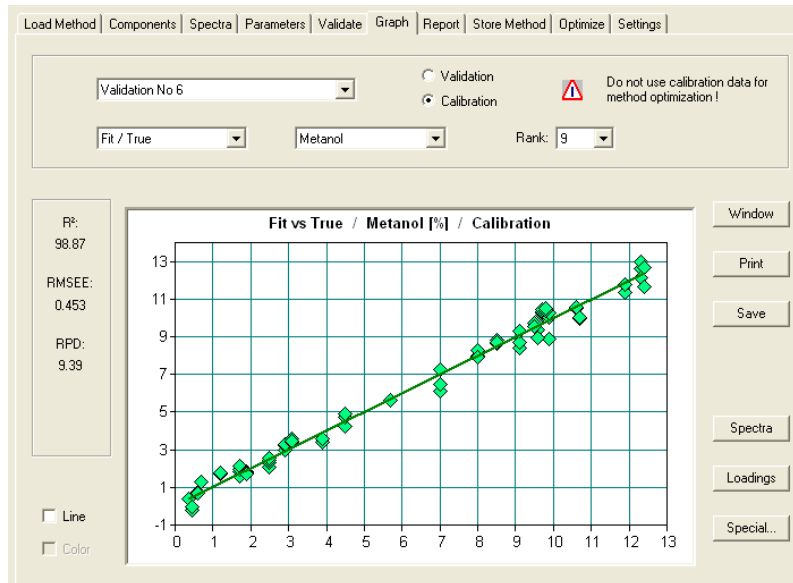 Load Method Components Spectra Parameters Validate Graph Report Store Method Optimize Settings
Validation No 6
Validation
Calibration
Do not use calibration data for
method optimization !
Fit / True
Metanol
Rank: 9
R²:
98.87
RMSEE:
0.453
RPD:
9.39
Fit vs True / Metanol [%] / Calibration
13
11
9
7
5
3
1
-1
0 1 2 3 4 5 6 7 8 9 10 11 12 13
Line
Color
Window
Print
Save
Spectra
Loadings
Special...